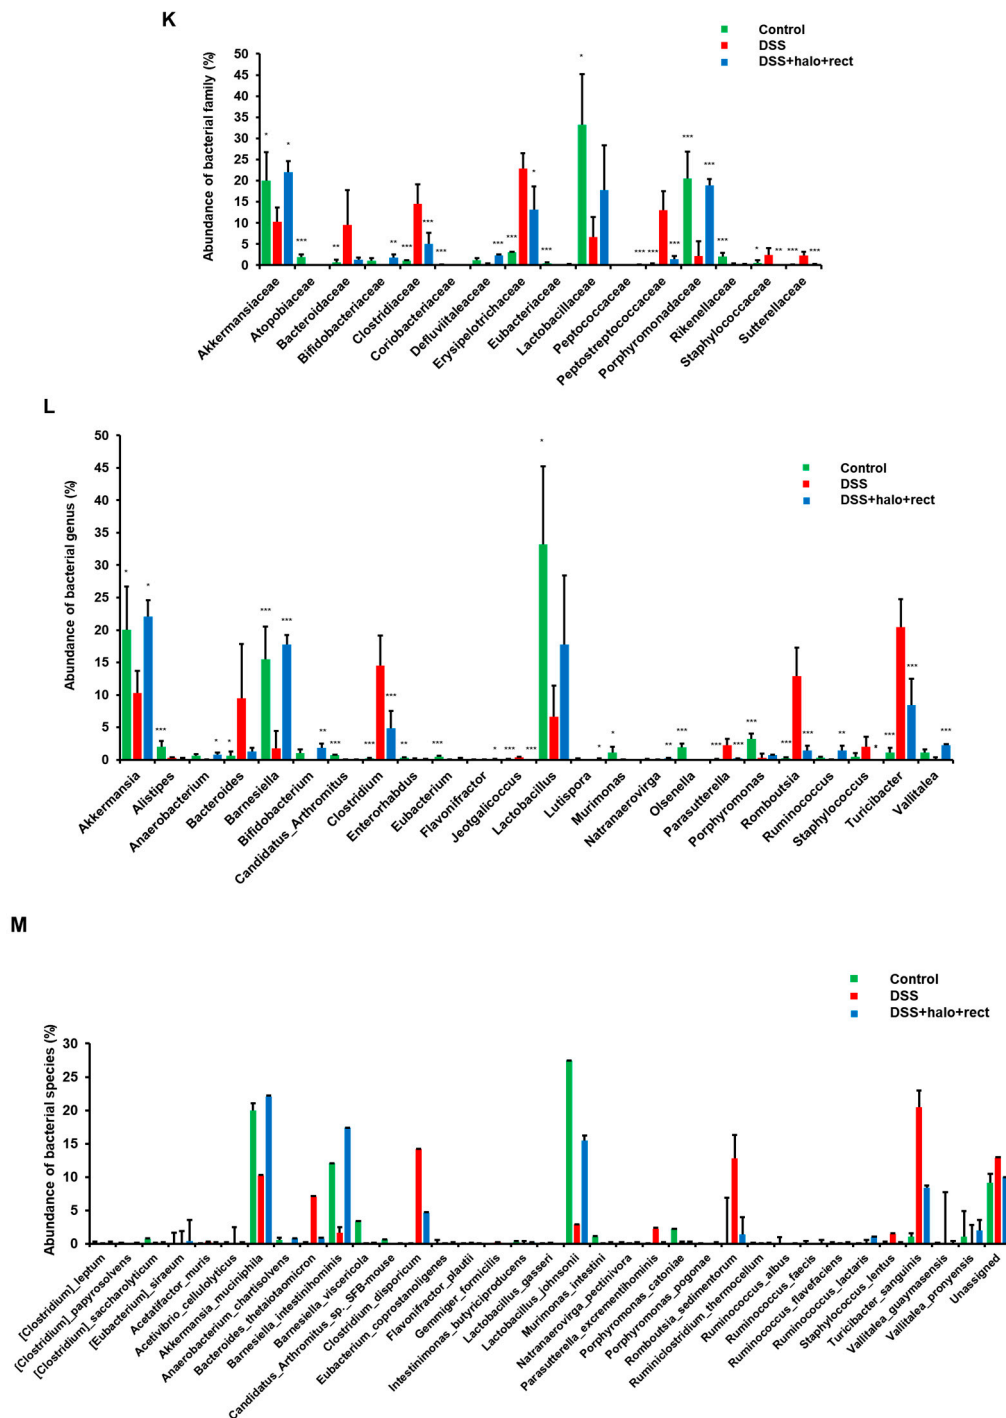 K
Control
DSS
DSS+halo+rect
Abundance of bacterial family (%)
50
45
40
35
30
25
20
15
10
5
0
* *** * ** ** *** *** *** *** *** * *** * *** *** *** *** *** *** * ** *** ***
Akkermansiaceae
Atopobiaceae
Bacteroidaceae
Bifidobacteriaceae
Clostridiaceae
Coriobacteriaceae
Defluviitaleaceae
Erysipelotrichaceae
Eubacteriaceae
Lactobacillaceae
Peptococcaceae
Peptostreptococcaceae
Porphyromonadaceae
Rikenellaceae
Staphylococcaceae
Sutterellaceae
L
Control
DSS
DSS+halo+rect
Abundance of bacterial genus (%)
50
45
40
35
30
25
20
15
10
5
0
Akkermansia
Alistipes
Anaerobacterium
Bacteroides
Barnesiella
Bifidobacterium
Candidatus_Arthromitus
Clostridium
Enterorhabdus
Eubacterium
Flavonifractor
Jeotgalicoccus
Lactobacillus
Lutispora
Murimonas
Natranaerovirga
Olsenella
Parasutterella
Porphyromonas
Romboutsia
Ruminococcus
Staphylococcus
Turicibacter
Vallitalea
M
Control
DSS
DSS+halo+rect
Abundance of bacterial species (%)
30
25
20
15
10
5
0
[Clostridium]_leptum
[Clostridium]_papyrosolvens
[Clostridium]_saccharolyticum
[Eubacterium]_siraeum
Acetatifactor_muris
Acetivibrio_cellulolyticus
Akkermansia_muciniphila
Anaerobacterium_chartisolvens
Bacteroides_thetaiotaomicron
Barnesiella_intestinihominis
Barnesiella_viscericola
Candidatus_Arthromitus_sp._SFB-mouse
Clostridium_disporicum
Eubacterium_coprostanoligenes
Flavonifractor_plautii
Gemmiger_formicilis
Intestinimonas_butyriciproducens
Lactobacillus_gasseri
Lactobacillus_johnsonii
Murimonas_intestini
Natranaerovirga_pectinivora
Parasutterella_excrementihominis
Porphyromonas_catoniae
Porphyromonas_pogonae
Romboutsia_sedimentorum
Ruminiclostridium_thermocellum
Ruminococcus_albus
Ruminococcus_faecis
Ruminococcus_flavefaciens
Ruminococcus_lactaris
Staphylococcus_lentus
Turicibacter_sanguinis
Vallitalea_guaymasensis
Vallitalea_pronyensis
Unassigned